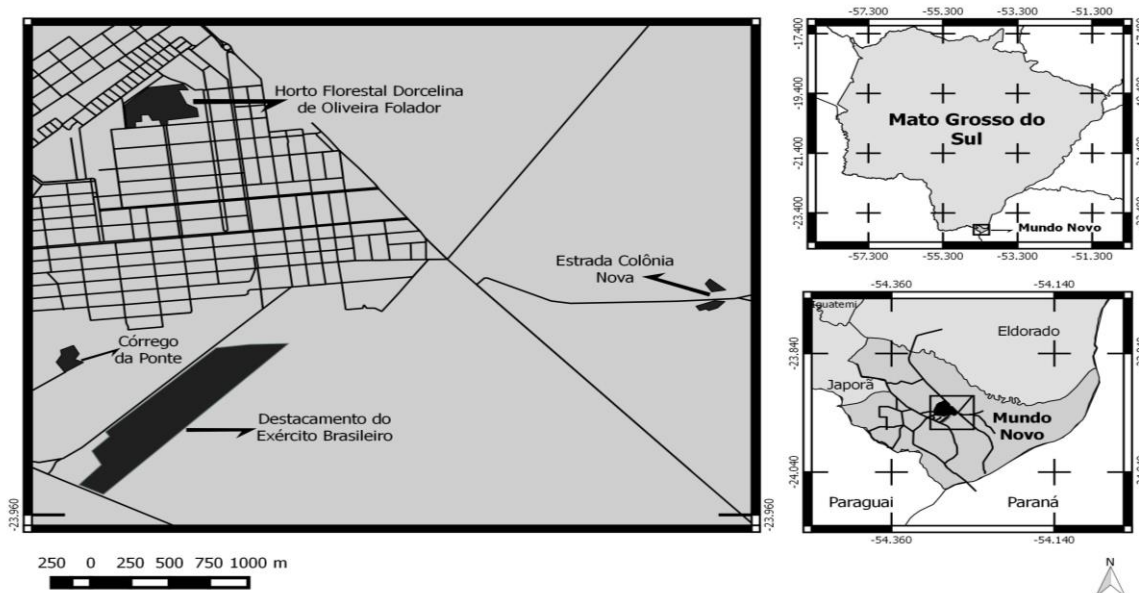 Horto Florestal Dorcelina
de Oliveira Folador
Estrada Colônia
Nova
Córrego
da Ponte
Destacamento do
Exército Brasileiro
-23.960
-23.960
250 0 250 500 750 1000 m
-57.300 -55.300 -53.300 -51.300
-17.400
-19.400
-21.400
-23.400
Mato Grosso do
Sul
Mundo Novo
-57.300 -55.300 -53.300 -51.300
-54.360 -54.140
Iguatemi
Eldorado
-23.840
Japorã
Mundo
Novo
-24.040
Paraguai
Paraná
-54.360 -54.140
N